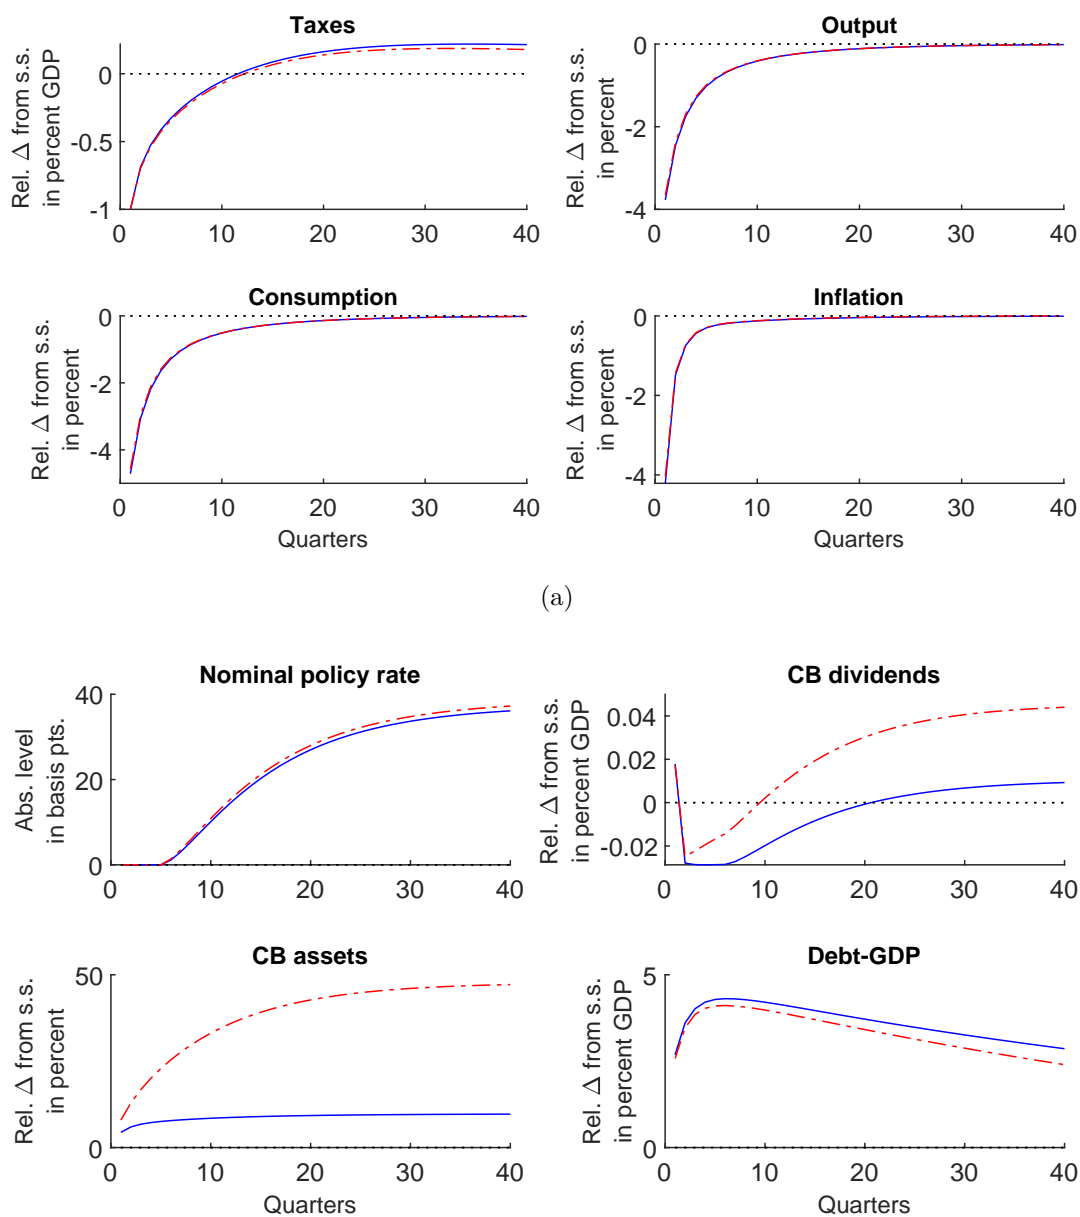 Taxes
Rel. Δ from s.s.
in percent GDP
0
-0.5
-1
0 10 20 30 40
Output
Rel. Δ from s.s.
in percent
0
-2
-4
0 10 20 30 40
Consumption
Rel. Δ from s.s.
in percent
0
-2
-4
0 10 20 30 40
Quarters
Inflation
Rel. Δ from s.s.
in percent
0
-2
-4
0 10 20 30 40
Quarters
(a)
Nominal policy rate
Abs. level
in basis pts.
40
20
0
0 10 20 30 40
CB dividends
Rel. Δ from s.s.
in percent GDP
0.04
0.02
0
-0.02
0 10 20 30 40
CB assets
Rel. Δ from s.s.
in percent
50
0
0 10 20 30 40
Quarters
Debt-GDP
Rel. Δ from s.s.
in percent GDP
5
0
0 10 20 30 40
Quarters